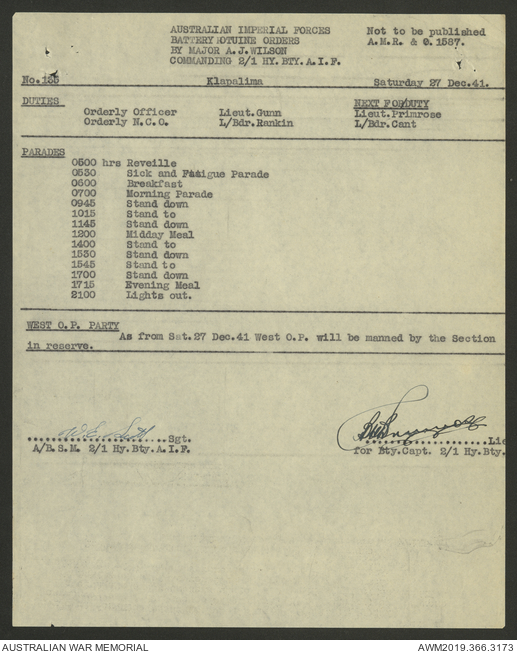 AUSTRALIAN IMPERIAL FORCES
BATTERY ROTUINE ORDERS
BY MAJOR A.J.WILSON
COMMANDING 2/1 HY.BTY.A.I.F.
Not to be published
A.M.R. & O.1587.
No.185 Klapalima Saturday 27 Dec.41.
DUTIES NEXT FORDUTY
Orderly Officer Lieut.Gunn Lieut.Primrose
Orderly N.C.O. L/Bdr.Rankin L/Bdr.Cant
PARADES
0500 hrs Reveille
0530 Sick and Fatigue Parade
0600 Breakfast
0700 Morning Parade
0945 Stand down
1015 Stand to
1145 Stand down
1200 Midday Meal
1400 Stand to
1530 Stand down
1545 Stand to
1700 Stand down
1715 Evening Meal
2100 Lights out.
WEST O.P. PARTY
As from Sat.27 Dec.41 West O.P. will be manned by the Section
in reserve.
Sgt. Lie
A/B.S.M. 2/1 Hy.Bty.A.I.F. for Bty.Capt. 2/1 Hy.Bty.
AUSTRALIAN WAR MEMORIAL AWM2019.366.3173